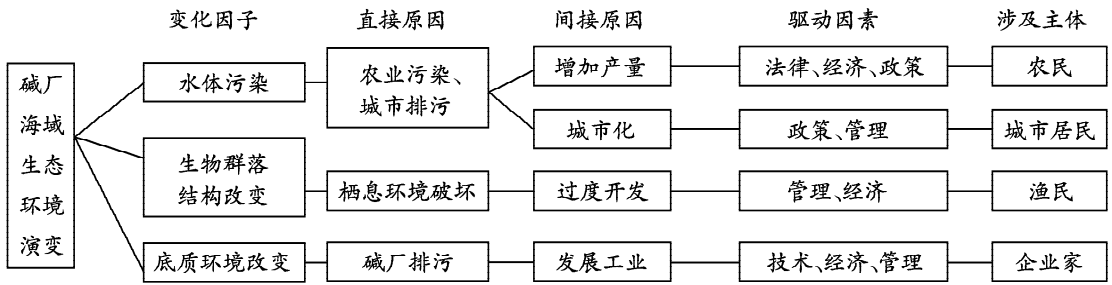 变化因子 直接原因 间接原因 驱动因素 涉及主体
碱厂
海域
生态
环境
演变
水体污染
农业污染、
城市排污
增加产量
法律、经济、政策
农民
城市化
政策、管理
城市居民
生物群落
结构改变
栖息环境破坏
过度开发
管理、经济
渔民
底质环境改变
碱厂排污
发展工业
技术、经济、管理
企业家